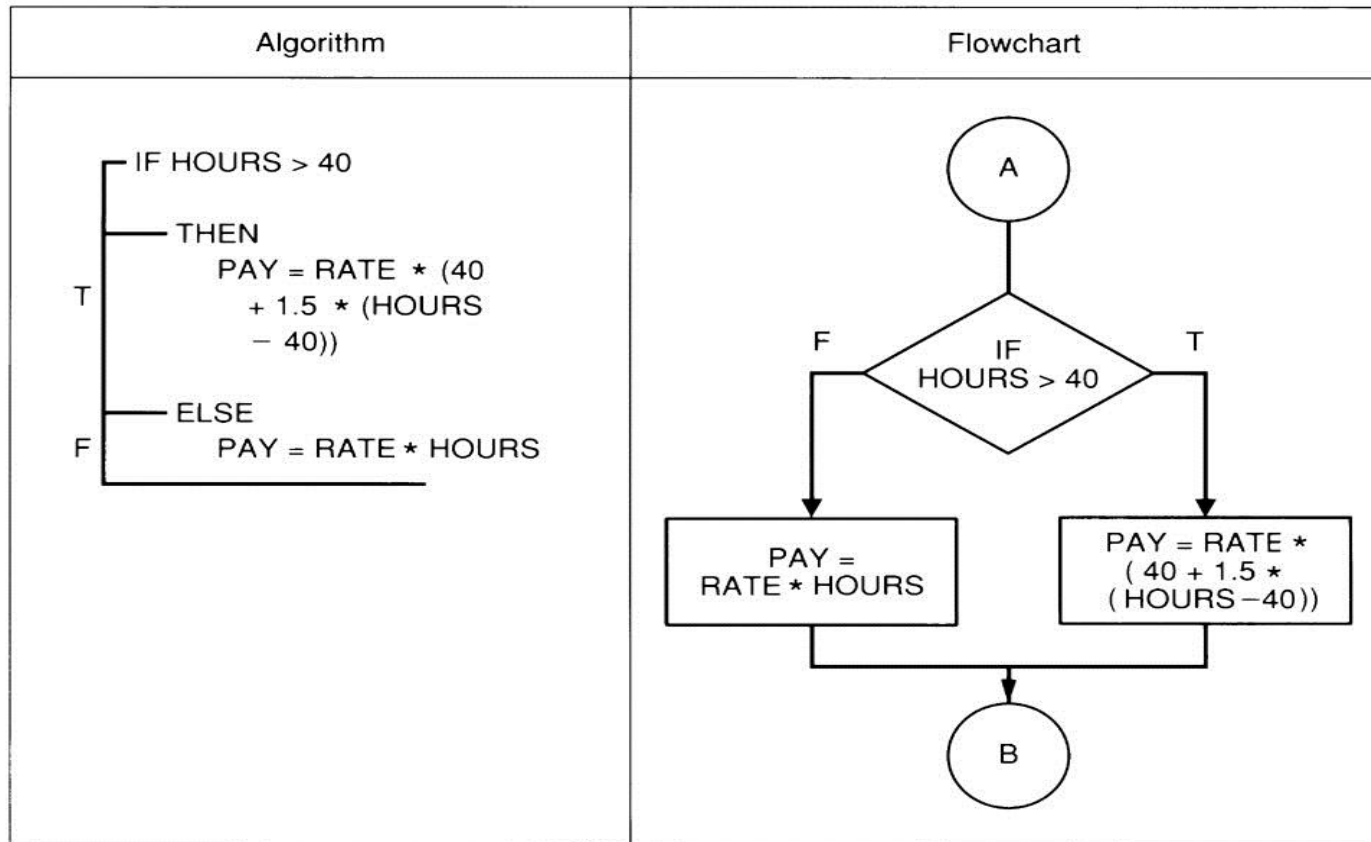 Algorithm
IF HOURS > 40
THEN
PAY = RATE * (40
+ 1.5 * (HOURS
− 40))
T
ELSE
F
PAY = RATE * HOURS
Flowchart
A
F
T
IF
HOURS > 40
PAY =
RATE * HOURS
PAY = RATE *
( 40 + 1.5 *
( HOURS −40))
B